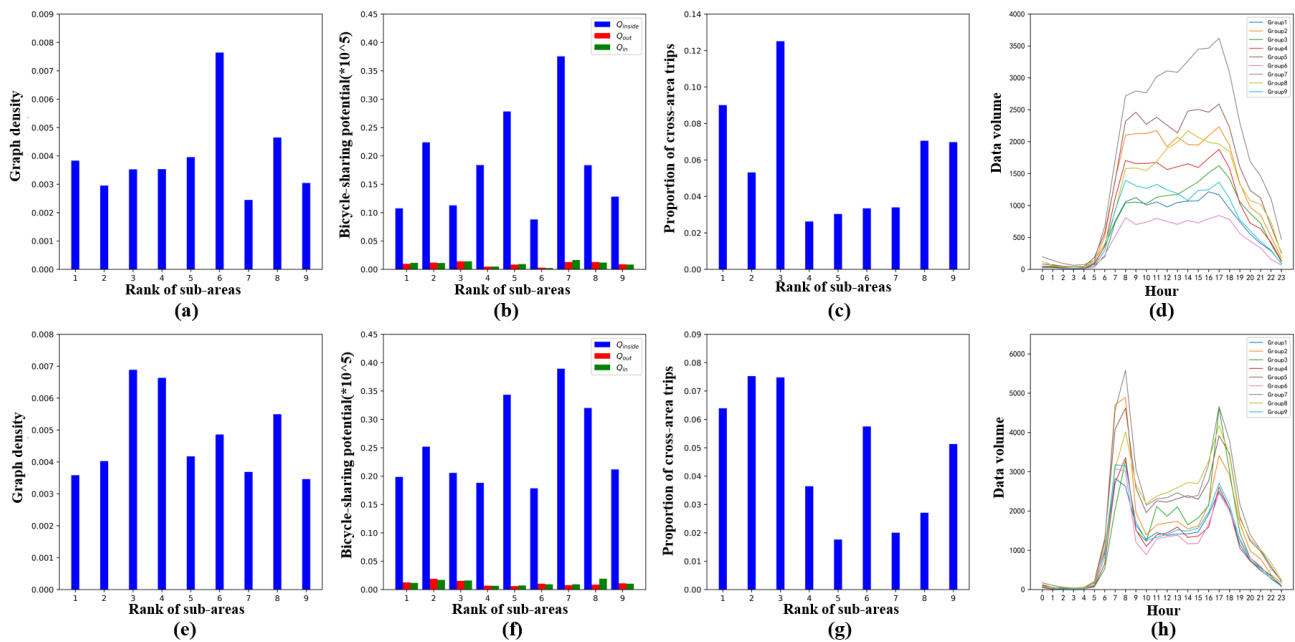 Graph density
0.009
0.008
0.007
0.006
0.005
0.004
0.003
0.002
0.001
0.000
1 2 3 4 5 6 7 8 9
Rank of sub-areas
(a)
Bicycle-sharing potential(*10^5)
0.45
0.40
0.35
0.30
0.25
0.20
0.15
0.10
0.05
0.00
Qinside
Qout
Qin
1 2 3 4 5 6 7 8 9
Rank of sub-areas
(b)
Proportion of cross-area trips
0.14
0.12
0.10
0.08
0.06
0.04
0.02
0.00
1 2 3 4 5 6 7 8 9
Rank of sub-areas
(c)
Data volume
4000
3500
3000
2500
2000
1500
1000
500
0
Group1
Group2
Group3
Group4
Group5
Group6
Group7
Group8
Group9
0 1 2 3 4 5 6 7 8 9 10 11 12 13 14 15 16 17 18 19 20 21 22 23
Hour
(d)
Graph density
0.008
0.007
0.006
0.005
0.004
0.003
0.002
0.001
0.000
1 2 3 4 5 6 7 8 9
Rank of sub-areas
(e)
Bicycle-sharing potential(*10^5)
0.45
0.40
0.35
0.30
0.25
0.20
0.15
0.10
0.05
0.00
Qinside
Qout
Qin
1 2 3 4 5 6 7 8 9
Rank of sub-areas
(f)
Proportion of cross-area trips
0.09
0.08
0.07
0.06
0.05
0.04
0.03
0.02
0.01
0.00
1 2 3 4 5 6 7 8 9
Rank of sub-areas
(g)
Data volume
6000
5000
4000
3000
2000
1000
0
Group1
Group2
Group3
Group4
Group5
Group6
Group7
Group8
Group9
0 1 2 3 4 5 6 7 8 9 10 11 12 13 14 15 16 17 18 19 20 21 22 23
Hour
(h)